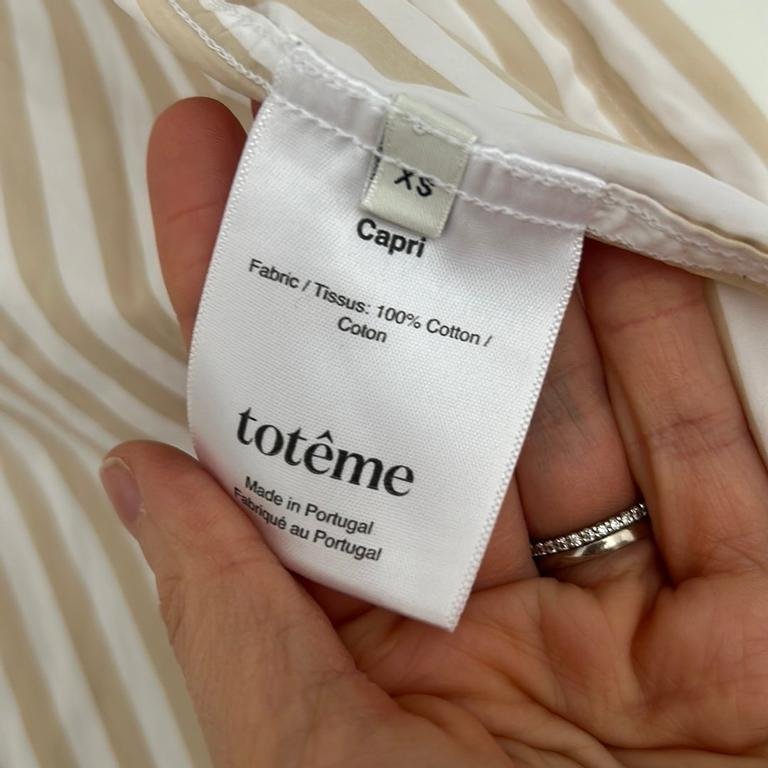 XS
Capri
Fabric / Tissus: 100% Cotton /
Coton
totême
Made in Portugal
Fabriqué au Portugal